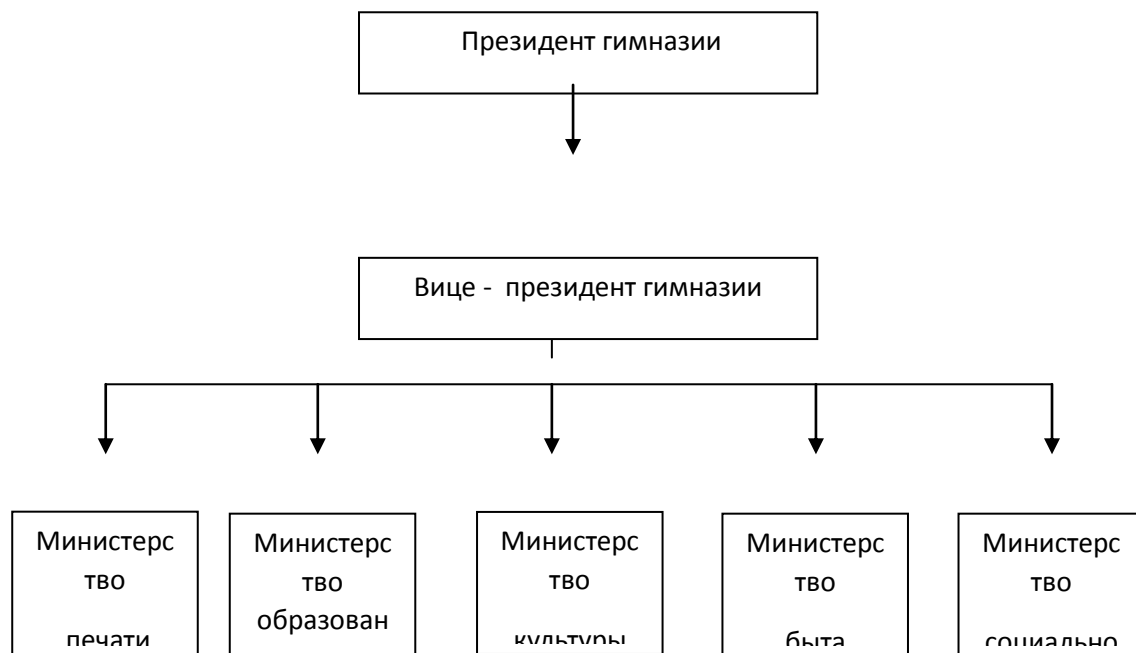 Президент гимназии
Вице - президент гимназии
Министерс
тво
печати
Министерс
тво
образован
Министерс
тво
культуры
Министерс
тво
быта
Министерс
тво
социально